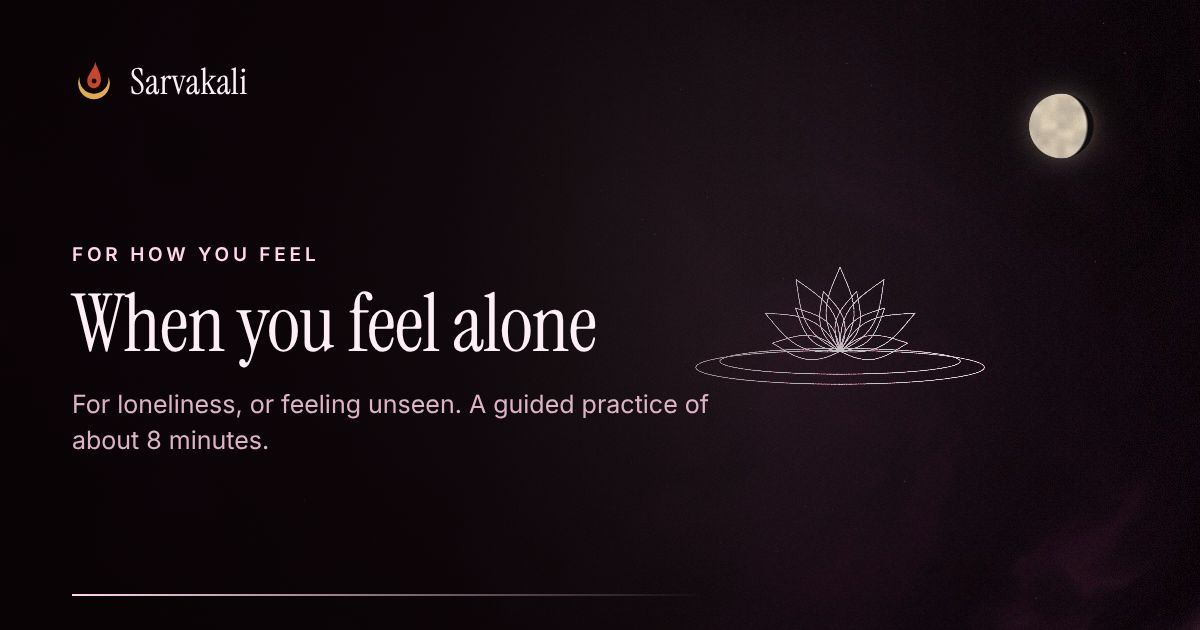 Sarvakali
FOR HOW YOU FEEL
When you feel alone
For loneliness, or feeling unseen. A guided practice of
about 8 minutes.